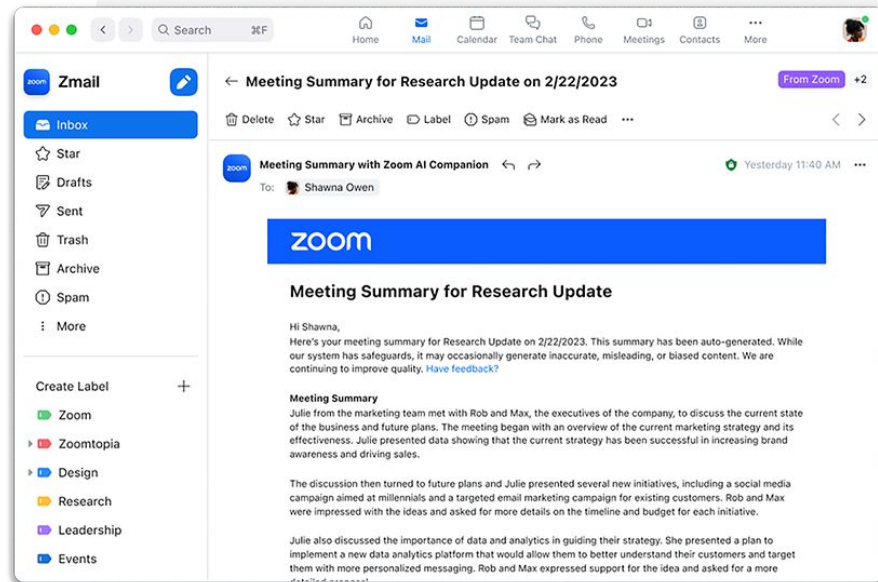 Search ⌘F
Home
Mail
Calendar
Team Chat
Phone
Meetings
Contacts
More
zoom
Zmail
Inbox
Star
Drafts
Sent
Trash
Archive
Spam
More
Create Label
Zoom
Zoomtopia
Design
Research
Leadership
Events
Meeting Summary for Research Update on 2/22/2023
From Zoom +2
Delete Star Archive Label Spam Mark as Read
zoom
Meeting Summary with Zoom AI Companion
Yesterday 11:40 AM
To: Shawna Owen
zoom
Meeting Summary for Research Update
Hi Shawna,
Here's your meeting summary for Research Update on 2/22/2023. This summary has been auto-generated. While
our system has safeguards, it may occasionally generate inaccurate, misleading, or biased content. We are
continuing to improve quality. Have feedback?
Meeting Summary
Julie from the marketing team met with Rob and Max, the executives of the company, to discuss the current state
of the business and future plans. The meeting began with an overview of the current marketing strategy and its
effectiveness. Julie presented data showing that the current strategy has been successful in increasing brand
awareness and driving sales.
The discussion then turned to future plans and Julie presented several new initiatives, including a social media
campaign aimed at millennials and a targeted email marketing campaign for existing customers. Rob and Max
were impressed with the ideas and asked for more details on the timeline and budget for each initiative.
Julie also discussed the importance of data and analytics in guiding their strategy. She presented a plan to
implement a new data analytics platform that would allow them to better understand their customers and target
them with more personalized messaging. Rob and Max expressed support for the idea and asked for a more